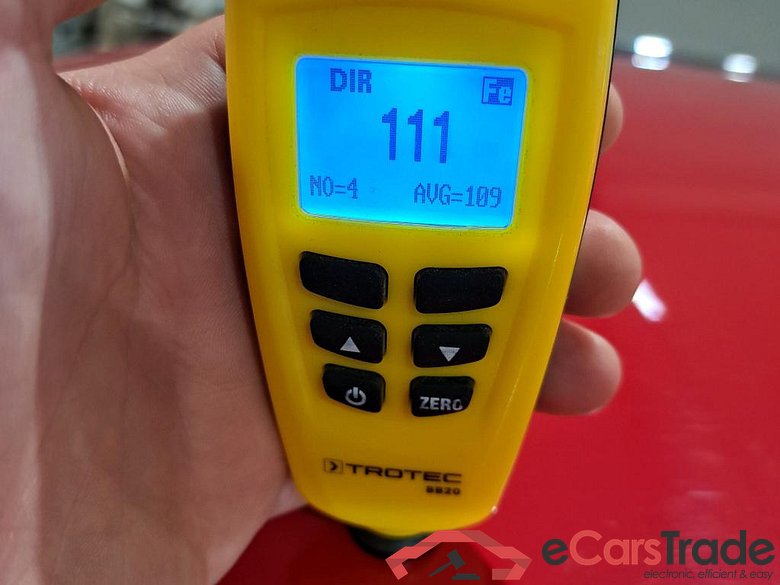 DIR Fe
111
NO=4 AVG=109
ZERO
TROTEC
BB20
eCarsTrade
electronic, efficient & easy